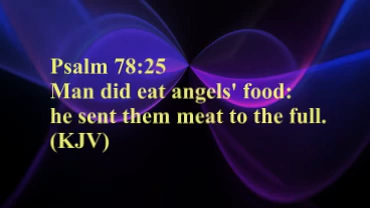 Psalm 78:25
Man did eat angels' food:
he sent them meat to the full.
(KJV)